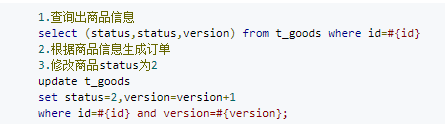 1.查询出商品信息
select (status,status,version) from t_goods where id=#{id}
2.根据商品信息生成订单
3.修改商品status为2
update t_goods
set status=2,version=version+1
where id=#{id} and version=#{version};